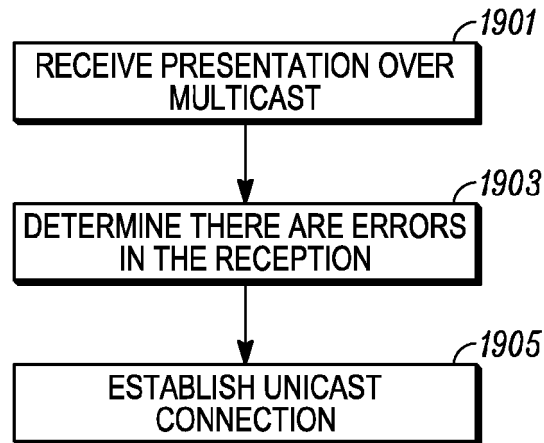 1901
RECEIVE PRESENTATION OVER
MULTICAST
1903
DETERMINE THERE ARE ERRORS
IN THE RECEPTION
1905
ESTABLISH UNICAST
CONNECTION